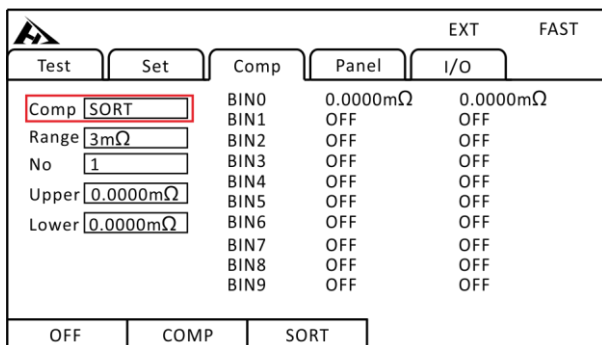 EXT FAST
Test Set Comp Panel I/O
Comp SORT
Range 3mΩ
No 1
Upper 0.0000mΩ
Lower 0.0000mΩ
BIN0 0.0000mΩ 0.0000mΩ
BIN1 OFF OFF
BIN2 OFF OFF
BIN3 OFF OFF
BIN4 OFF OFF
BIN5 OFF OFF
BIN6 OFF OFF
BIN7 OFF OFF
BIN8 OFF OFF
BIN9 OFF OFF
OFF COMP SORT